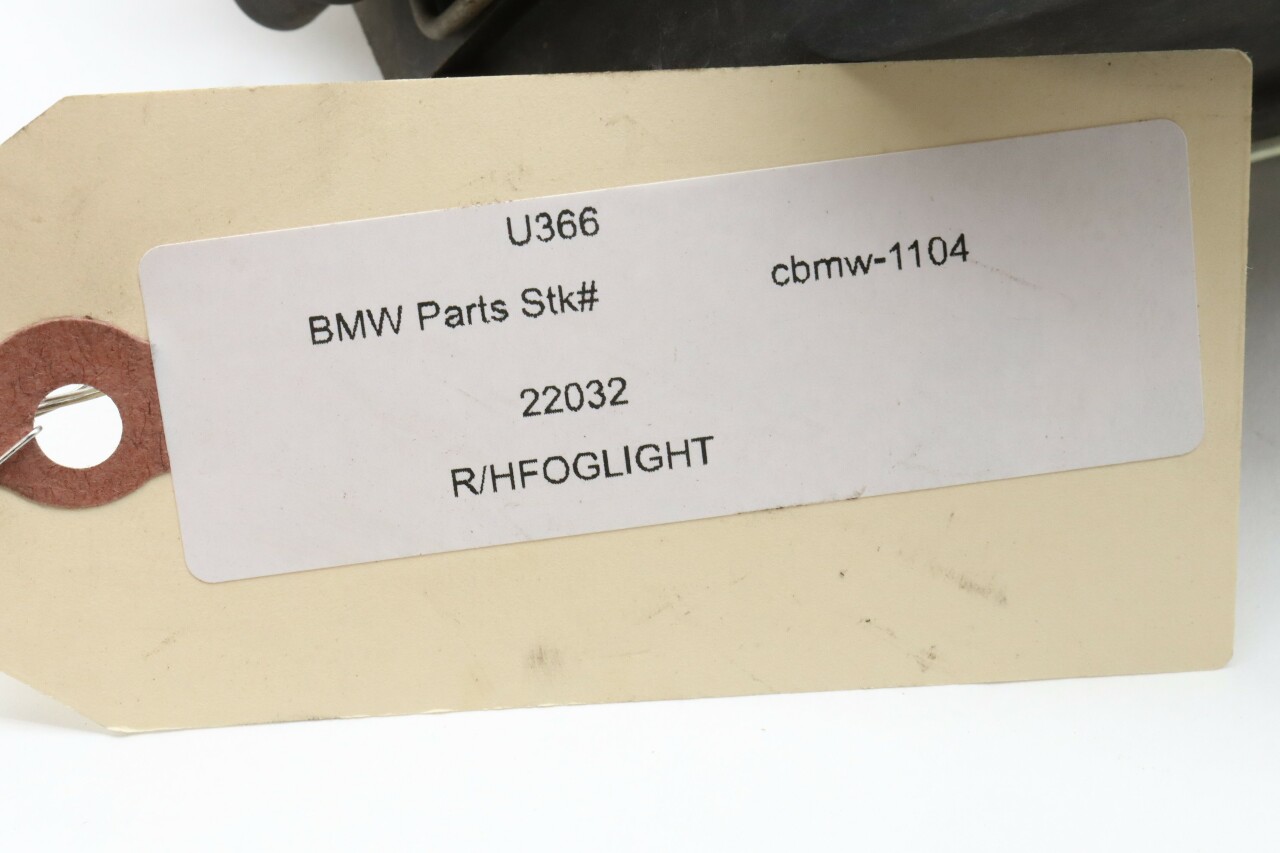 U366
cbmw-1104
BMW Parts Stk#
22032
R/HFOGLIGHT